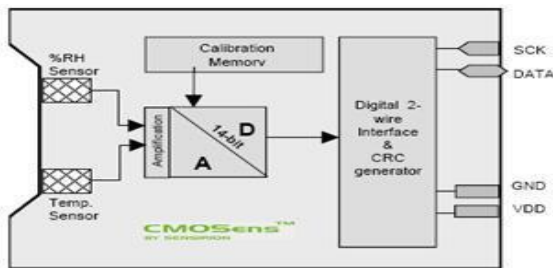 %RH
Sensor
Calibration
Memory
SCK
DATA
Digital 2-
wire
Interface
&
CRC
generator
Amplification
14-bit
D
A
GND
VDD
Temp.
Sensor
CMOSens™
BY SENSIRION